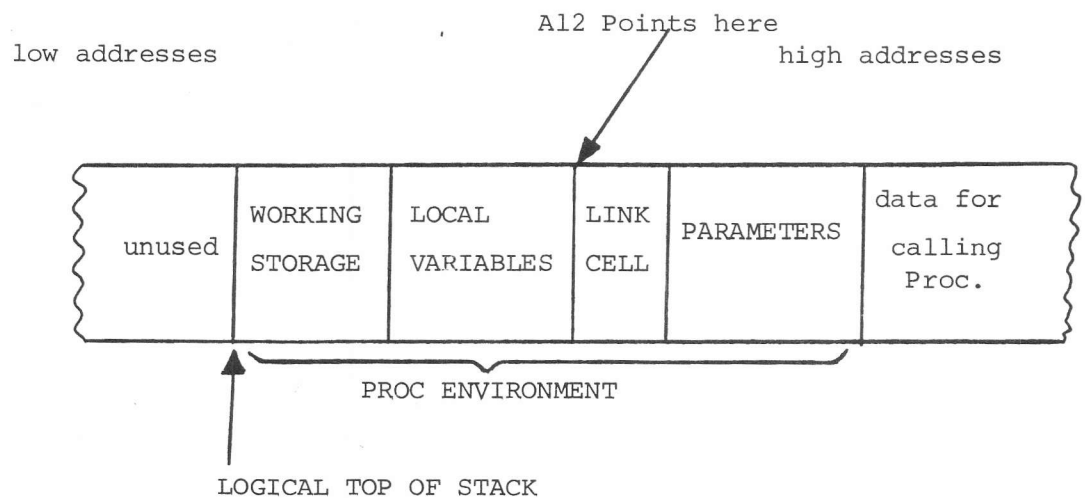 A12 Points here
low addresses
high addresses
unused
WORKING
STORAGE
LOCAL
VARIABLES
LINK
CELL
PARAMETERS
data for
calling
Proc.
PROC ENVIRONMENT
LOGICAL TOP OF STACK